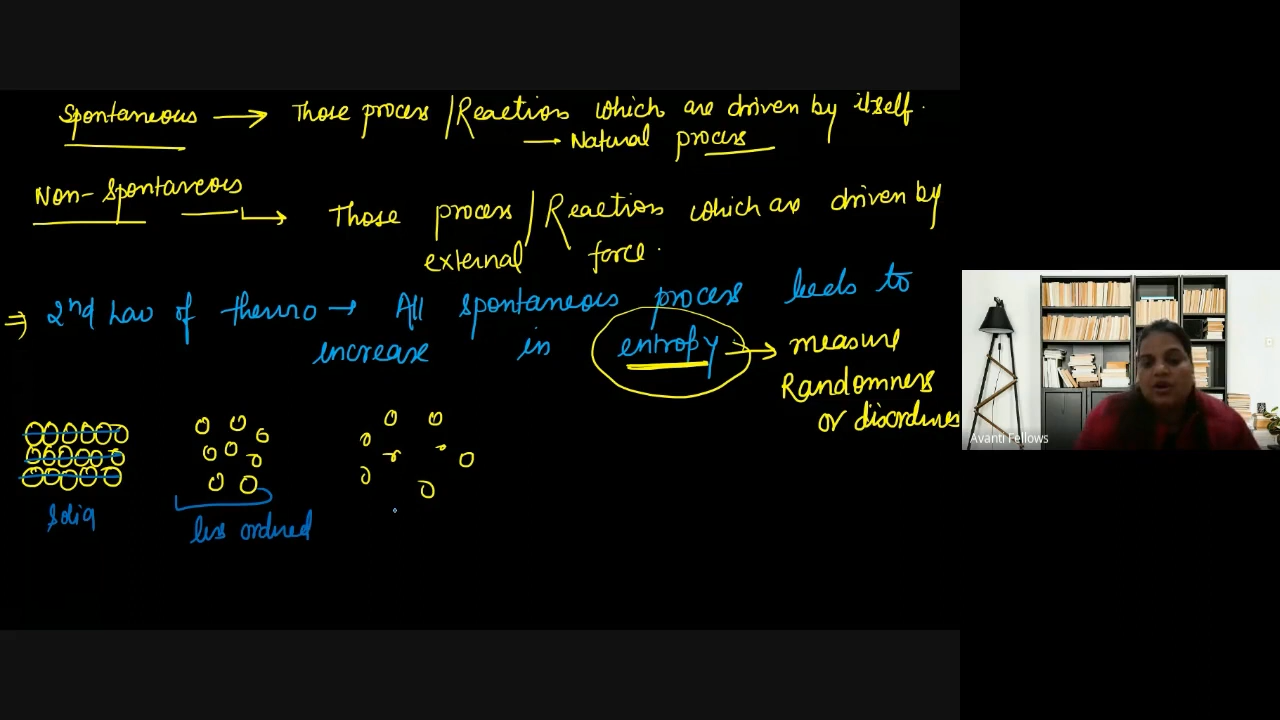 Spontaneous → Those process / Reaction which are driven by itself.
→ Natural process
Non-Spontaneous → Those process / Reaction which are driven by
external force.
⇒ 2nd Law of thermo → All spontaneous process leads to
increase in entropy → measure
Randomness
or disorderness
Avanti Fellows
Solid
less ordered